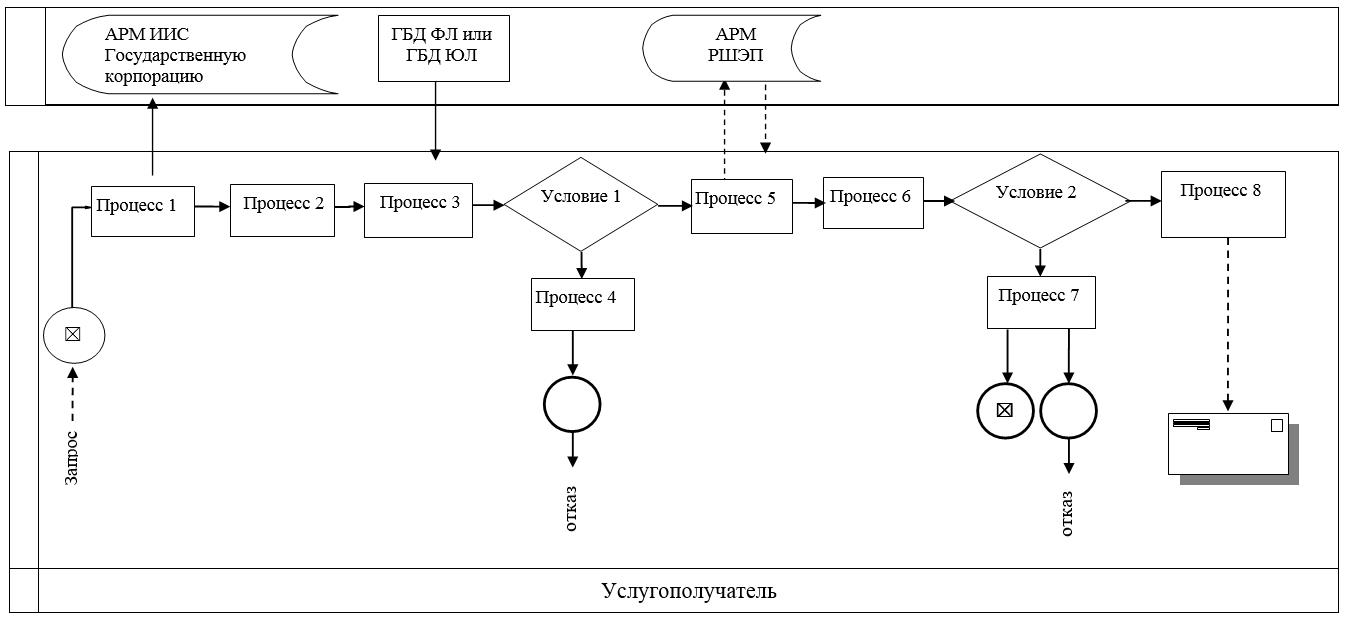 АРМ ИИС
Государственную
корпорацию
ГБД ФЛ или
ГБД ЮЛ
АРМ
РШЭП
Процесс 1
Процесс 2
Процесс 3
Условие 1
Процесс 5
Процесс 6
Условие 2
Процесс 8
Процесс 4
Процесс 7
Запрос
отказ
отказ
Услугополучатель